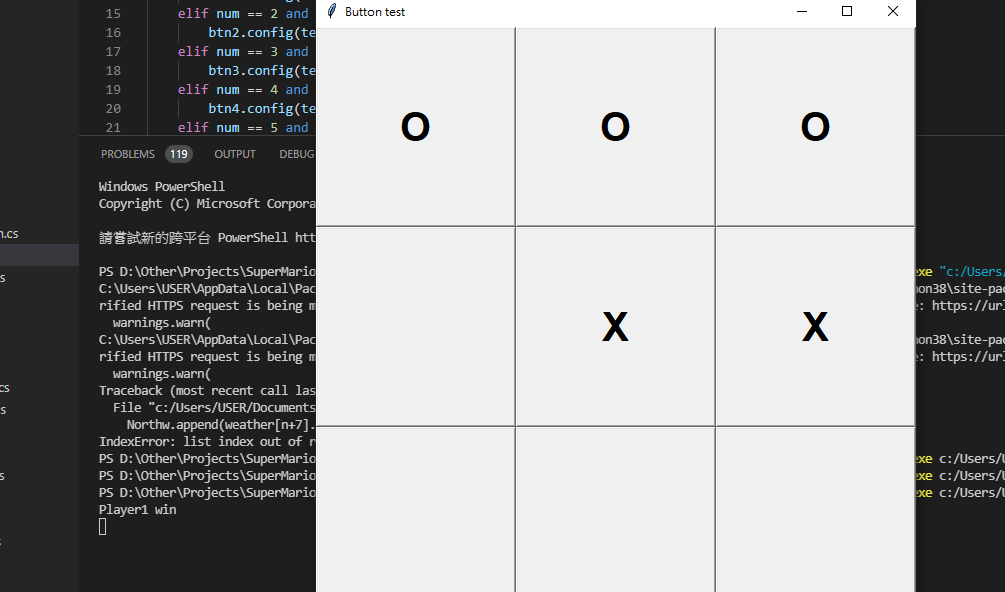 15 elif num == 2 and
16 btn2.config(te
17 elif num == 3 and
18 btn3.config(te
19 elif num == 4 and
20 btn4.config(te
21 elif num == 5 and
Button test
O O O
X X
PROBLEMS 119 OUTPUT DEBUG
Windows PowerShell
Copyright (C) Microsoft Corpora
請嘗試新的跨平台 PowerShell htt
PS D:\Other\Projects\SuperMario exe "c:/Users/
C:\Users\USER\AppData\Local\Pac hon38\site-pac
rified HTTPS request is being m e: https://url
warnings.warn(
C:\Users\USER\AppData\Local\Pac hon38\site-pac
rified HTTPS request is being m e: https://url
warnings.warn(
Traceback (most recent call las
File "c:/Users/USER/Documents
Northw.append(weather[n+7].
IndexError: list index out of r
PS D:\Other\Projects\SuperMario exe c:/Users/U
PS D:\Other\Projects\SuperMario exe c:/Users/U
PS D:\Other\Projects\SuperMario exe c:/Users/U
Player1 win
n.cs
s
cs
s
s